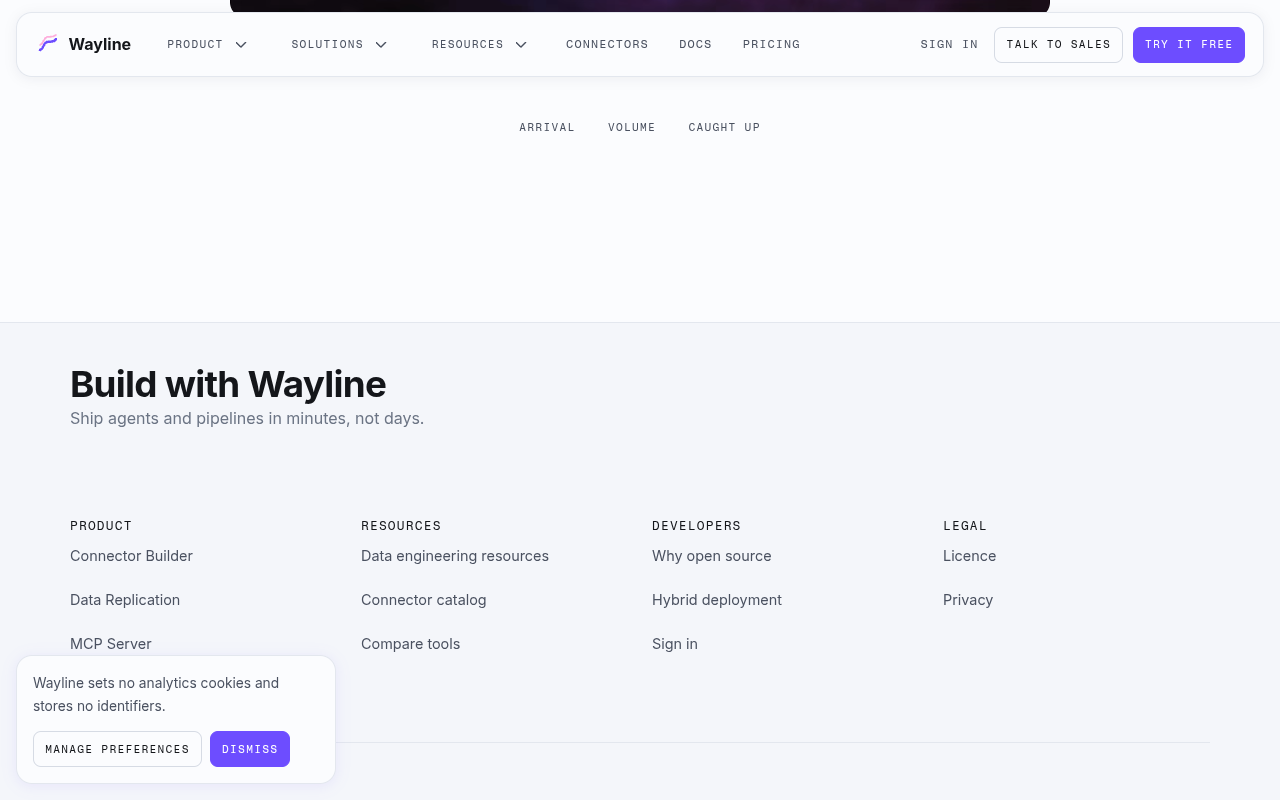 Wayline
PRODUCT
SOLUTIONS
RESOURCES
CONNECTORS
DOCS
PRICING
SIGN IN
TALK TO SALES
TRY IT FREE
ARRIVAL
VOLUME
CAUGHT UP
Build with Wayline
Ship agents and pipelines in minutes, not days.
PRODUCT
Connector Builder
Data Replication
MCP Server
RESOURCES
Data engineering resources
Connector catalog
Compare tools
DEVELOPERS
Why open source
Hybrid deployment
Sign in
LEGAL
Licence
Privacy
Wayline sets no analytics cookies and
stores no identifiers.
MANAGE PREFERENCES
DISMISS